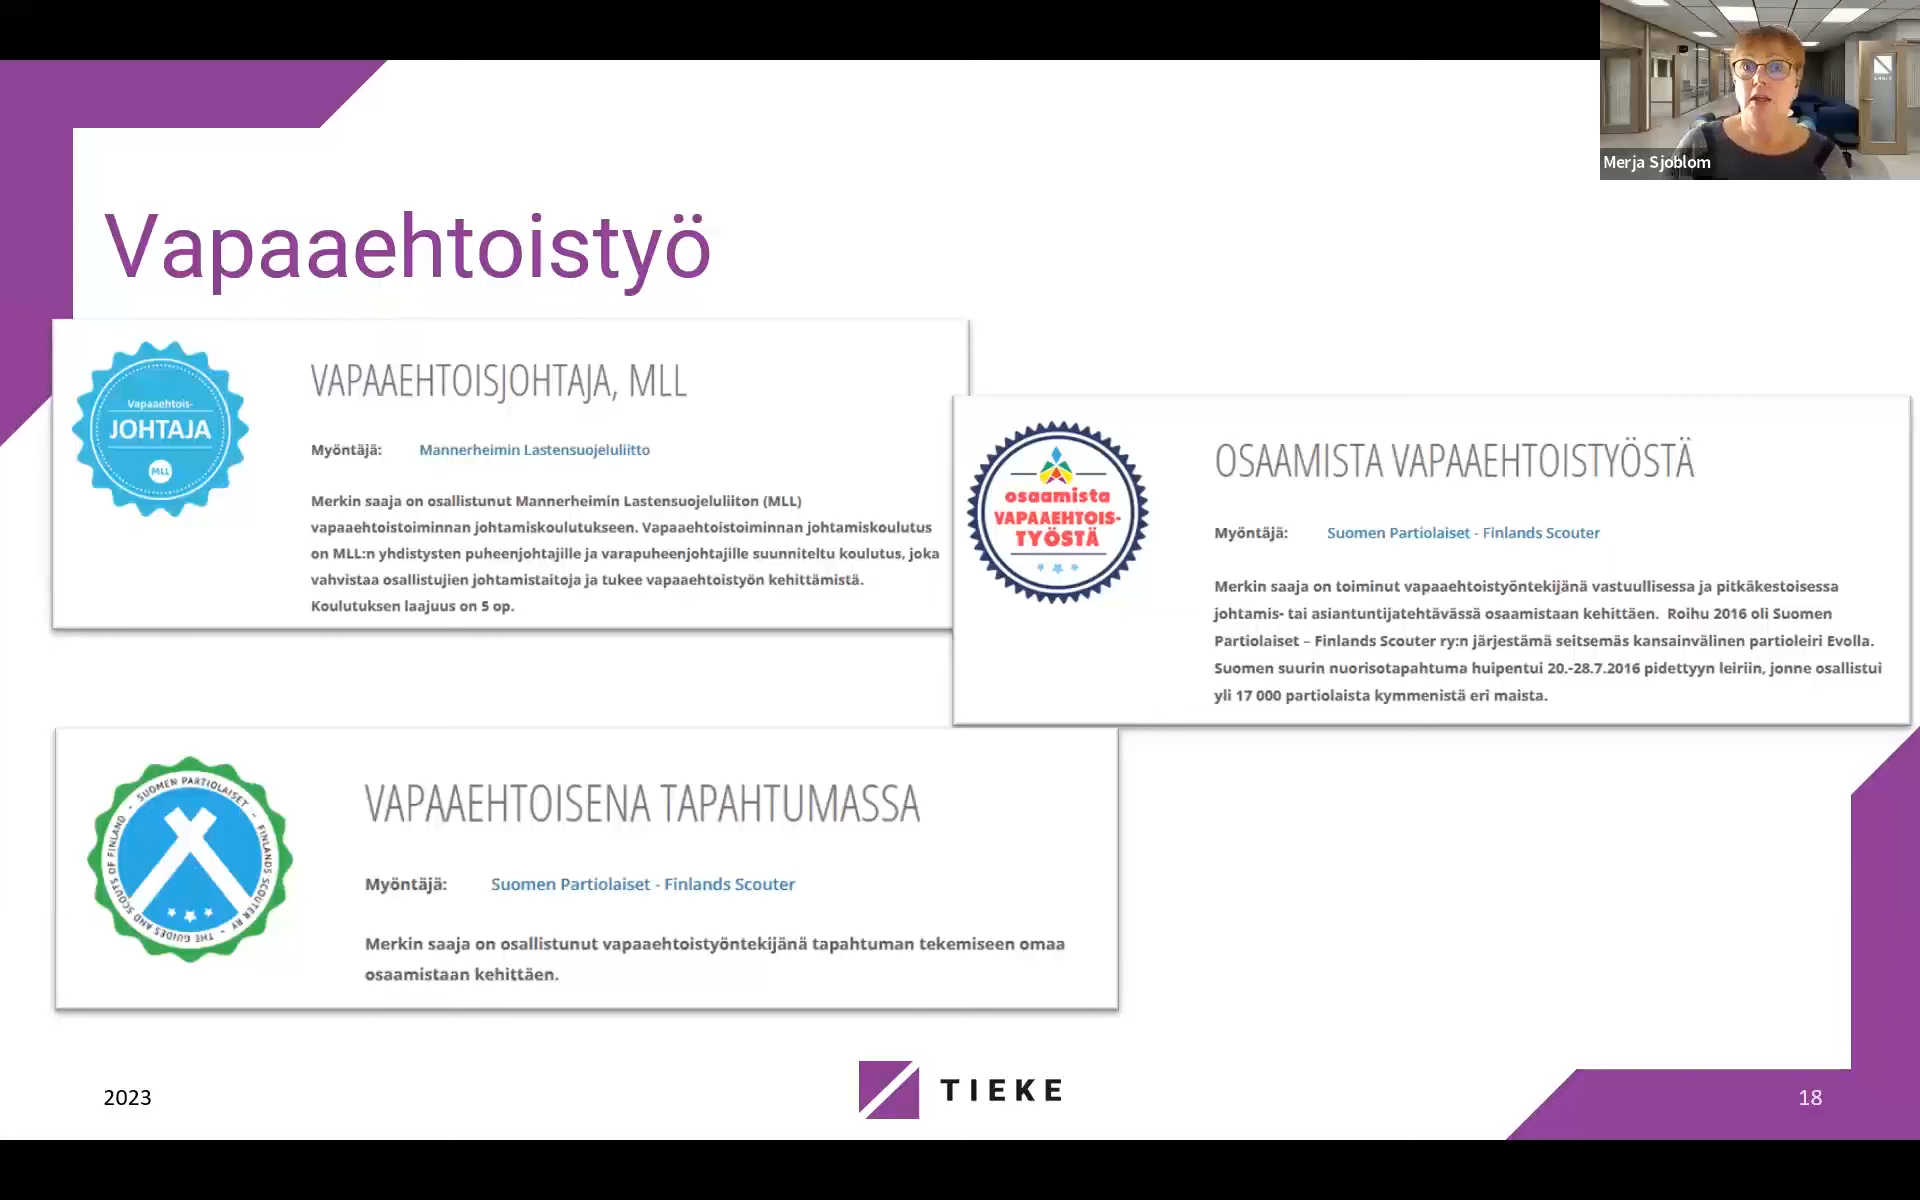 Merja Sjoblom
Vapaaehtoistyö
Vapaaehtois-
JOHTAJA
MLL
VAPAAEHTOISJOHTAJA, MLL
Myöntäjä: Mannerheimin Lastensuojeluliitto
Merkin saaja on osallistunut Mannerheimin Lastensuojeluliiton (MLL)
vapaaehtoistoiminnan johtamiskoulutukseen. Vapaaehtoistoiminnan johtamiskoulutus
on MLL:n yhdistysten puheenjohtajille ja varapuheenjohtajille suunniteltu koulutus, joka
vahvistaa osallistujien johtamistaitoja ja tukee vapaaehtoistyön kehittämistä.
Koulutuksen laajuus on 5 op.
osaamista
VAPAAEHTOIS-
TYÖSTÄ
OSAAMISTA VAPAAEHTOISTYÖSTÄ
Myöntäjä: Suomen Partiolaiset - Finlands Scouter
Merkin saaja on toiminut vapaaehtoistyöntekijänä vastuullisessa ja pitkäkestoisessa
johtamis- tai asiantuntijatehtävässä osaamistaan kehittäen. Roihu 2016 oli Suomen
Partiolaiset – Finlands Scouter ry:n järjestämä seitsemäs kansainvälinen partioleiri Evolla.
Suomen suurin nuorisotapahtuma huipentui 20.-28.7.2016 pidettyyn leiriin, jonne osallistui
yli 17 000 partiolaista kymmenistä eri maista.
SUOMEN PARTIOLAISET - FINLANDS SCOUTER RY - THE GUIDES AND SCOUTS OF FINLAND -
VAPAAEHTOISENA TAPAHTUMASSA
Myöntäjä: Suomen Partiolaiset - Finlands Scouter
Merkin saaja on osallistunut vapaaehtoistyöntekijänä tapahtuman tekemiseen omaa
osaamistaan kehittäen.
2023
TIEKE
18